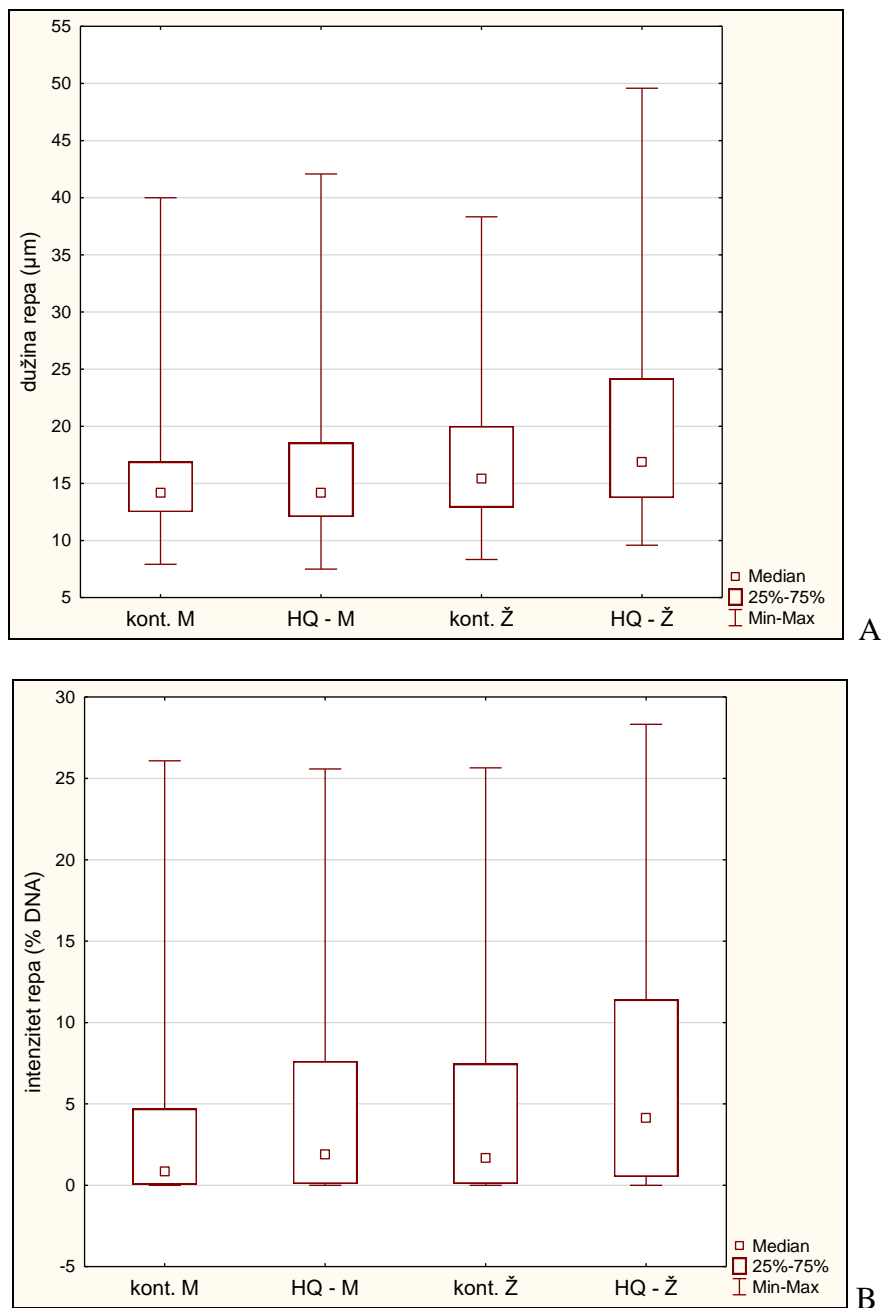 55
50
45
40
35
30
25
20
15
10
5
dužina repa (µm)
kont. M HQ - M kont. Ž HQ - Ž
Median
25%-75%
Min-Max
A
30
25
20
15
10
5
0
-5
intenzitet repa (% DNA)
kont. M HQ - M kont. Ž HQ - Ž
Median
25%-75%
Min-Max
B